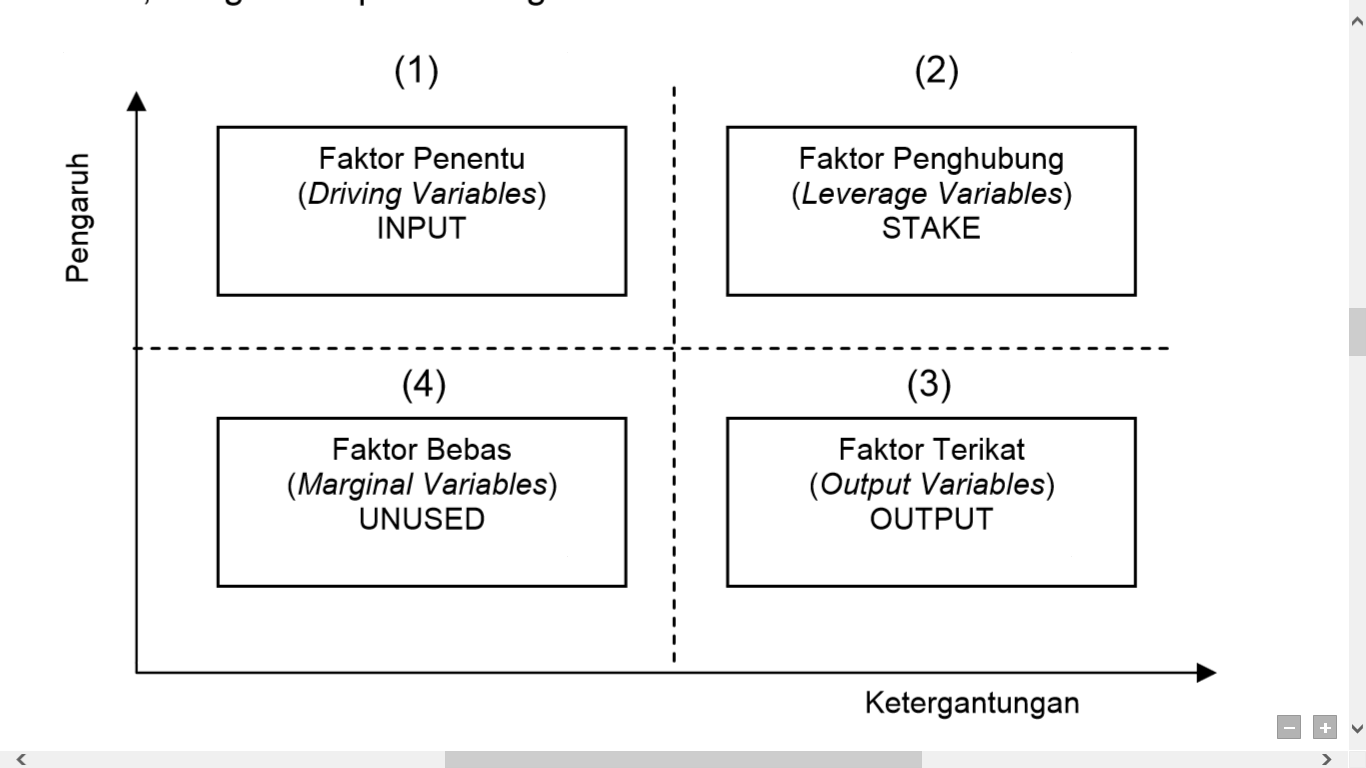 (1)
(2)
Pengaruh
Faktor Penentu
(Driving Variables)
INPUT
Faktor Penghubung
(Leverage Variables)
STAKE
(4)
(3)
Faktor Bebas
(Marginal Variables)
UNUSED
Faktor Terikat
(Output Variables)
OUTPUT
Ketergantungan